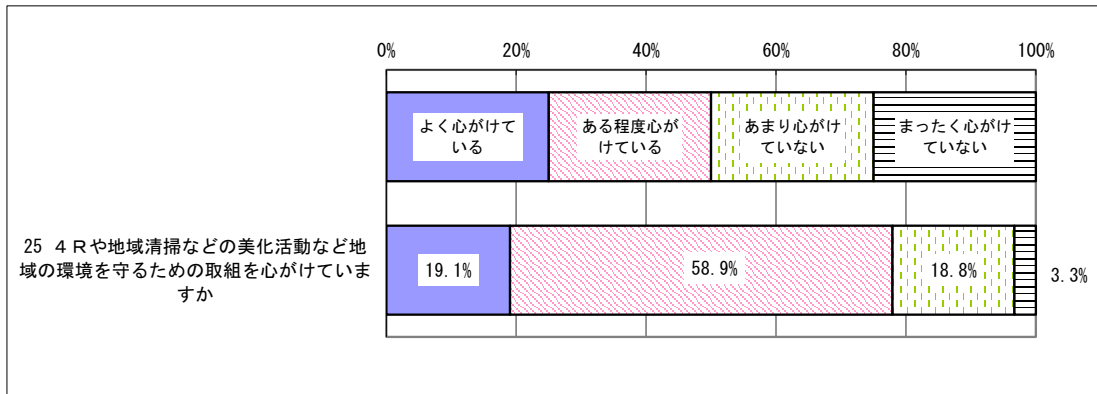 0% 20% 40% 60% 80% 100%
よく心がけて
いる
ある程度心が
けている
あまり心がけ
ていない
まったく心がけ
ていない
25 4Rや地域清掃などの美化活動など地
域の環境を守るための取組を心がけていま
すか
19.1% 58.9% 18.8% 3.3%